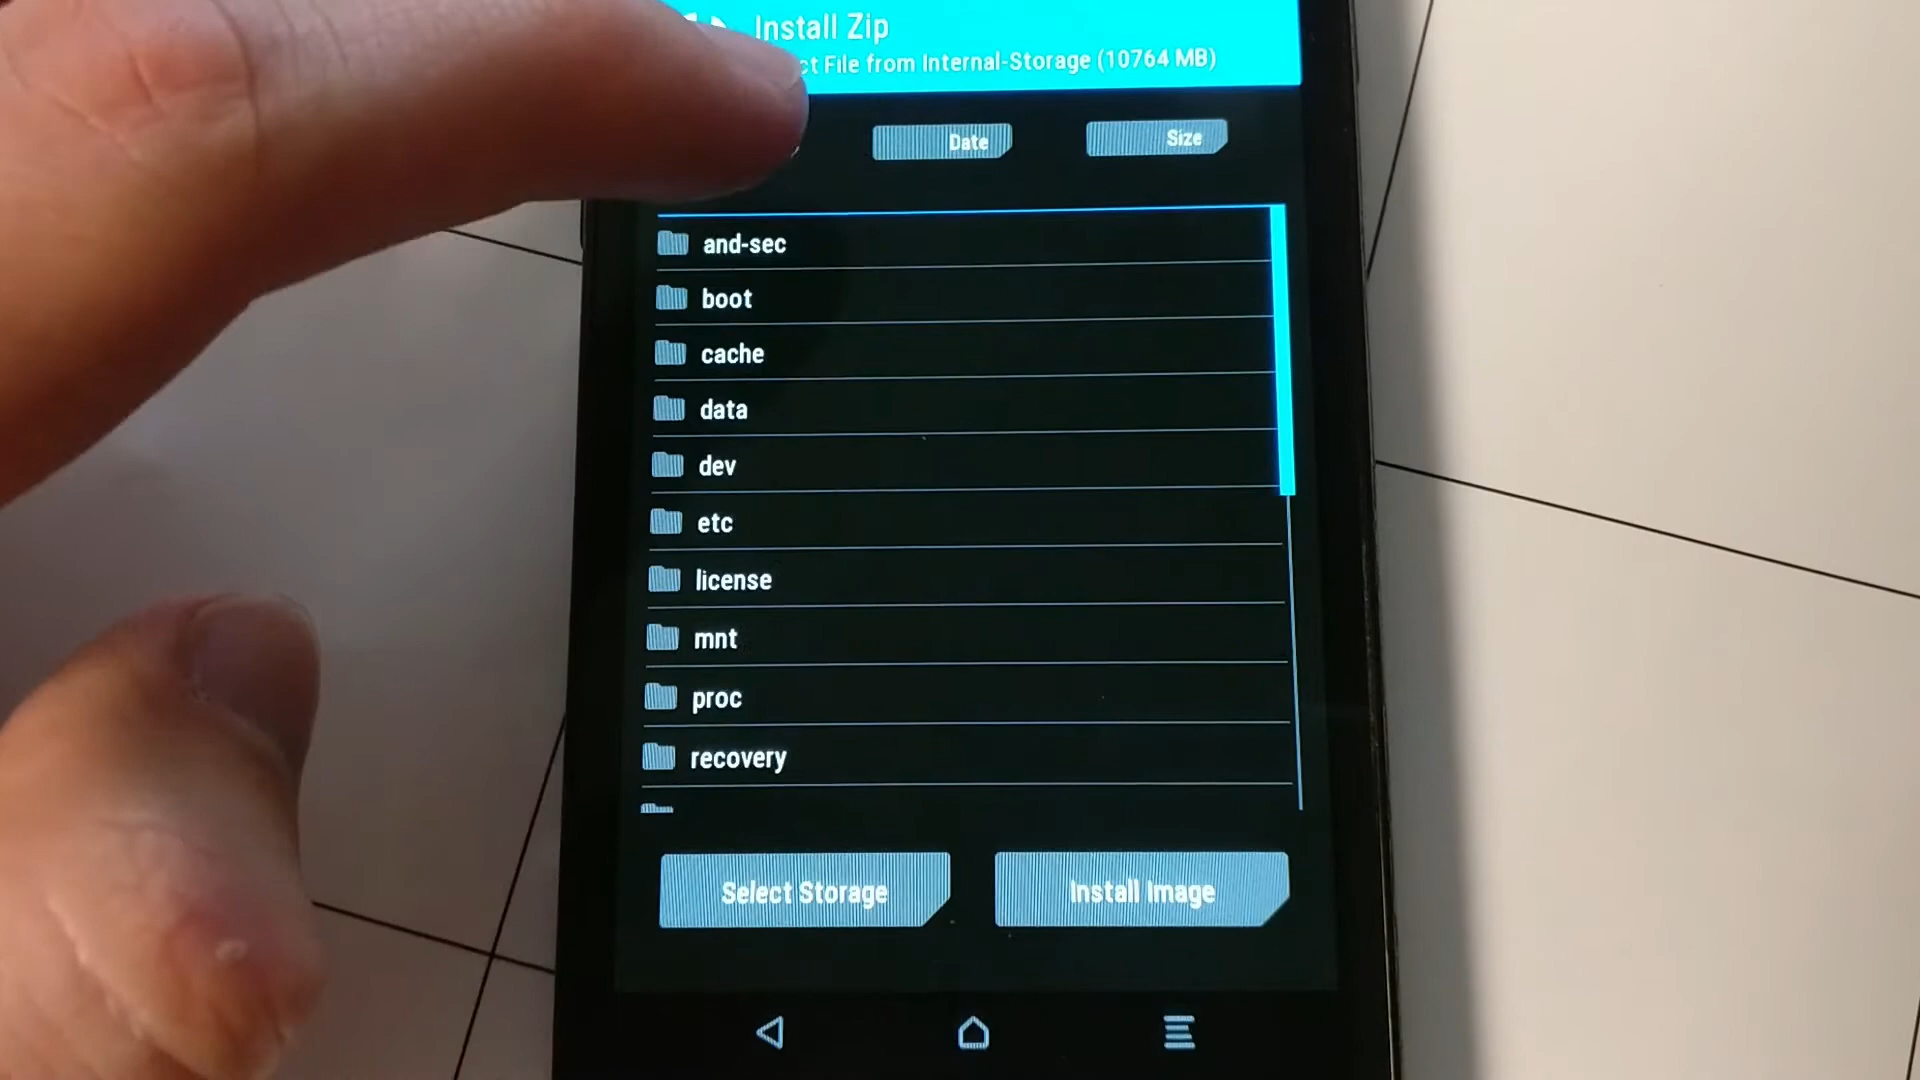 Install Zip
File from Internal-Storage (10764 MB)
Date
Size
and-sec
boot
cache
data
dev
etc
license
mnt
proc
recovery
Select Storage
Install Image